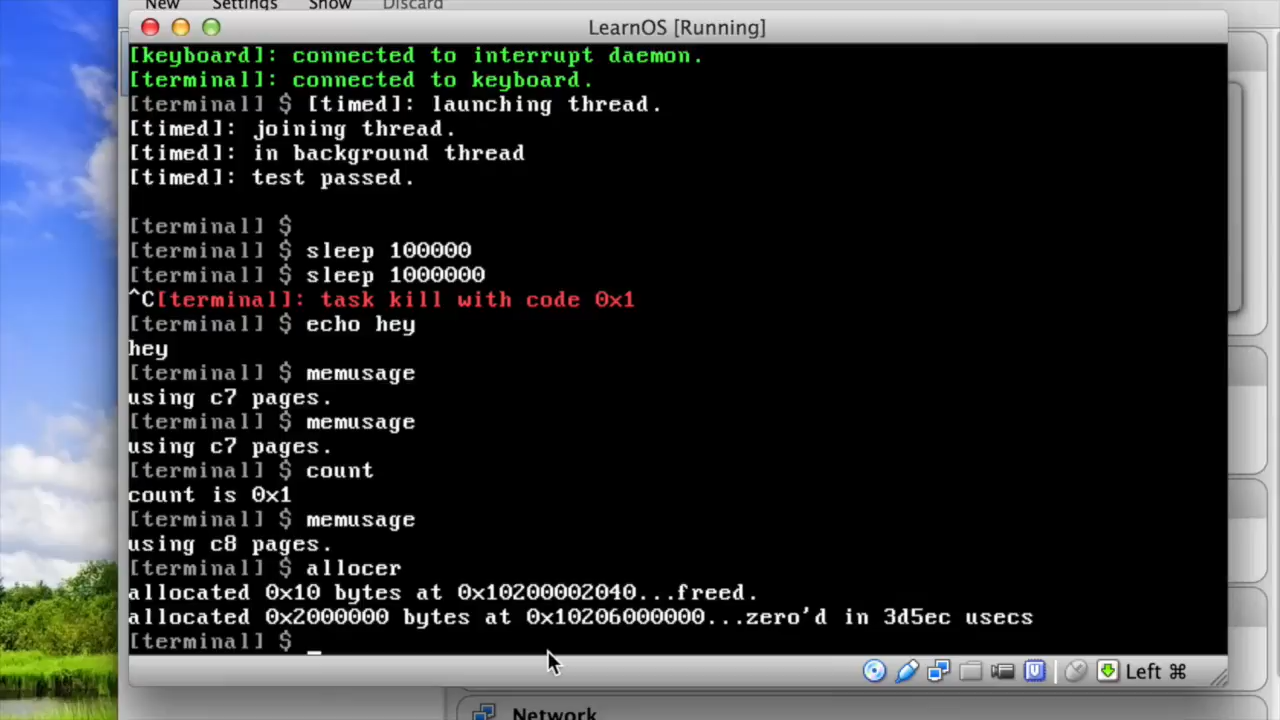 New Settings Show Discard
LearnOS [Running]
[keyboard]: connected to interrupt daemon.
[terminal]: connected to keyboard.
[terminal] $ [timed]: launching thread.
[timed]: joining thread.
[timed]: in background thread
[timed]: test passed.
[terminal] $
[terminal] $ sleep 100000
[terminal] $ sleep 1000000
^C[terminal]: task kill with code 0x1
[terminal] $ echo hey
hey
[terminal] $ memusage
using c7 pages.
[terminal] $ memusage
using c7 pages.
[terminal] $ count
count is 0x1
[terminal] $ memusage
using c8 pages.
[terminal] $ allocer
allocated 0x10 bytes at 0x10200002040...freed.
allocated 0x2000000 bytes at 0x10206000000...zero'd in 3d5ec usecs
[terminal] $ _
Left ⌘
Network